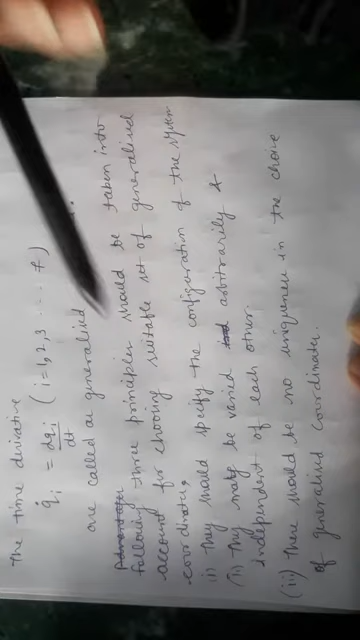 The time derivative
q̇i = dqi/dt (i = 1, 2, 3 ... f)
are called as generalised
following three principles should be taken into
account for choosing suitable set of generalised
coordinates
i) They should specify the configuration of the system
(ii) They may be varied arbitrarily &
independent of each other.
(iii) There should be no uniqueness in the choice
of generalised coordinates.